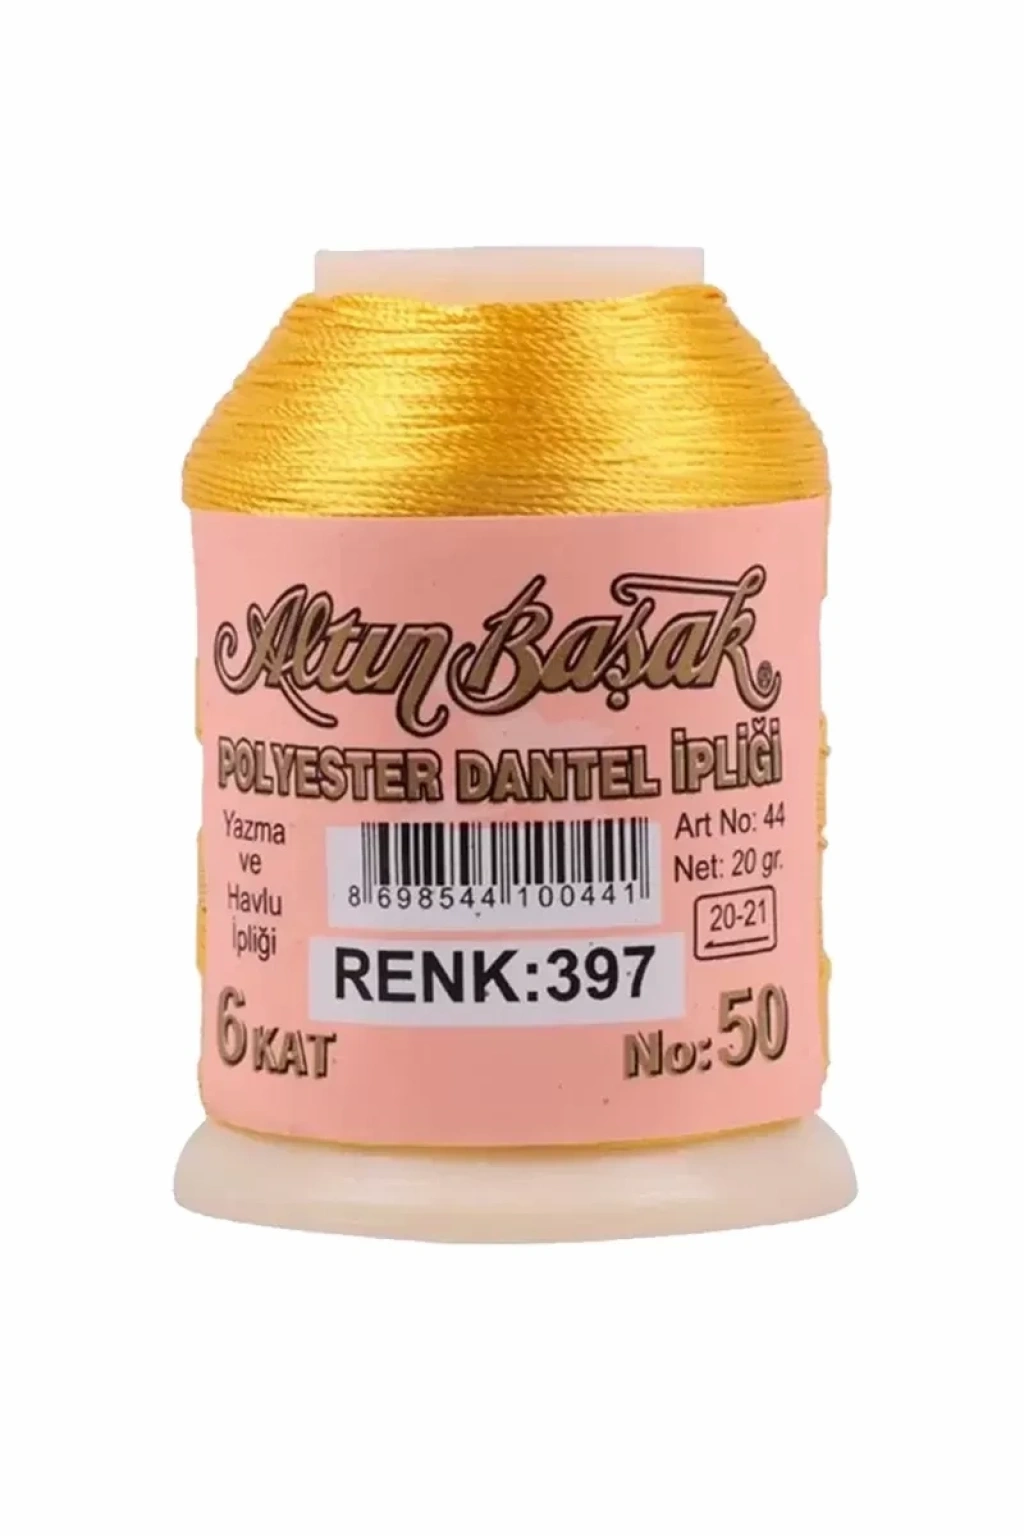 Altın Başak ®
POLYESTER DANTEL İPLİĞİ
Yazma
ve
Havlu
İpliği
8 698544 100441
Art No: 44
Net: 20 gr.
20-21
RENK:397
6 KAT
No: 50